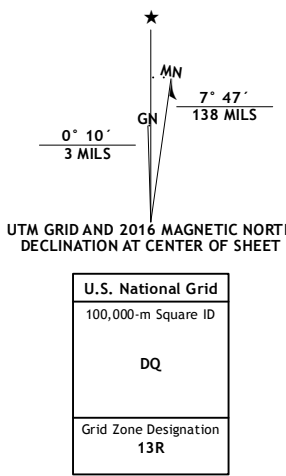 ★
MN
7° 47´
138 MILS
GN
0° 10´
3 MILS
UTM GRID AND 2016 MAGNETIC NORTH
DECLINATION AT CENTER OF SHEET
U.S. National Grid
100,000-m Square ID
DQ
Grid Zone Designation
13R